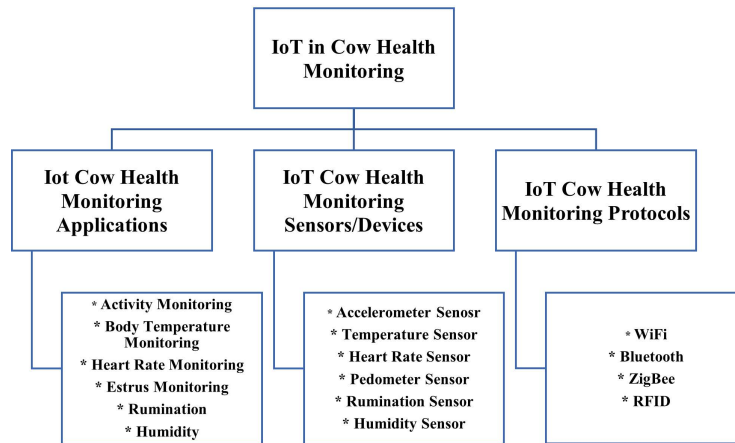 IoT in Cow Health
Monitoring
Iot Cow Health
Monitoring
Applications
IoT Cow Health
Monitoring
Sensors/Devices
IoT Cow Health
Monitoring Protocols
* Activity Monitoring
* Body Temperature
Monitoring
* Heart Rate Monitoring
* Estrus Monitoring
* Rumination
* Humidity
* Accelerometer Senosr
* Temperature Sensor
* Heart Rate Sensor
* Pedometer Sensor
* Rumination Sensor
* Humidity Sensor
* WiFi
* Bluetooth
* ZigBee
* RFID